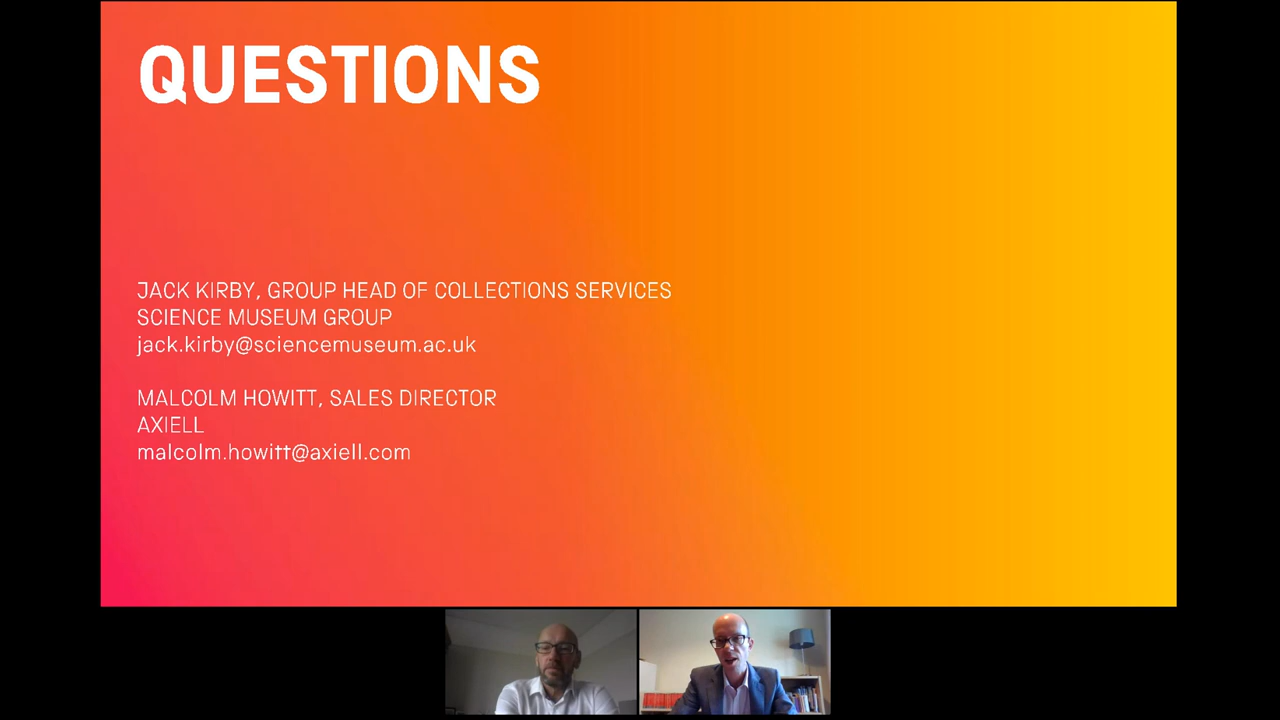 QUESTIONS
JACK KIRBY, GROUP HEAD OF COLLECTIONS SERVICES
SCIENCE MUSEUM GROUP
jack.kirby@sciencemuseum.ac.uk
MALCOLM HOWITT, SALES DIRECTOR
AXIELL
malcolm.howitt@axiell.com